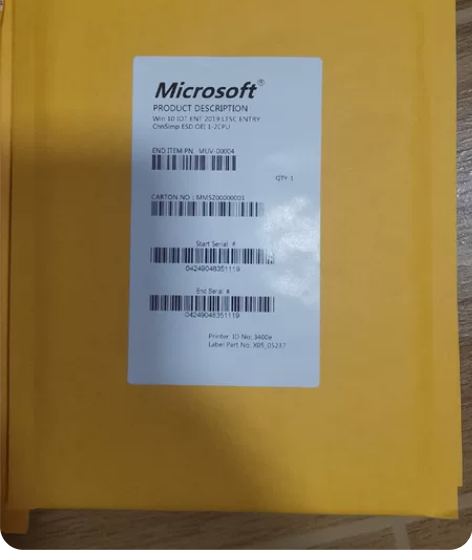 Microsoft®
PRODUCT DESCRIPTION
Win 10 IOT ENT 2019 LTSC ENTRY
ChnSimp ESD OEI 1-2CPU
END ITEM PN: MUV-00004
QTY: 1
CARTON NO : MMSZ00000001
Start Serial #
04249048351119
End Serial #
04249048351119
Printer ID No: 3400e
Label Part No: X05_05237